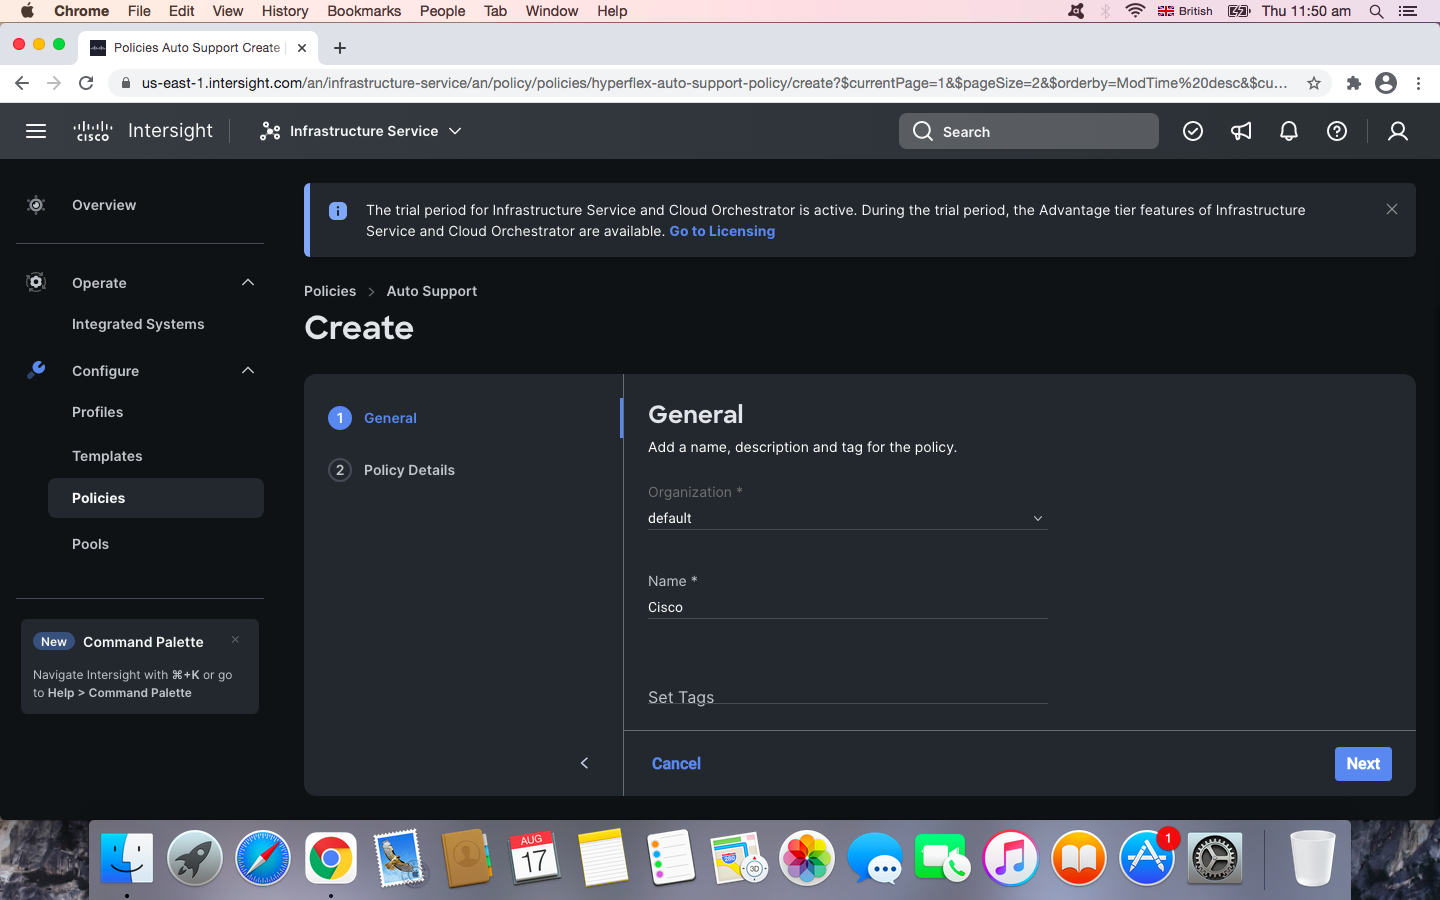 Chrome File Edit View History Bookmarks People Tab Window Help British Thu 11:50 am
Policies Auto Support Create
us-east-1.intersight.com/an/infrastructure-service/an/policy/policies/hyperflex-auto-support-policy/create?$currentPage=1&$pageSize=2&$orderby=ModTime%20desc&$cu...
CISCO Intersight Infrastructure Service Search
Overview
Operate
Integrated Systems
Configure
Profiles
Templates
Policies
Pools
New Command Palette
Navigate Intersight with ⌘+K or go
to Help > Command Palette
The trial period for Infrastructure Service and Cloud Orchestrator is active. During the trial period, the Advantage tier features of Infrastructure
Service and Cloud Orchestrator are available. Go to Licensing
Policies > Auto Support
Create
1 General
2 Policy Details
General
Add a name, description and tag for the policy.
Organization *
default
Name *
Cisco
Set Tags
Cancel Next
AUG
17
280
3D
1